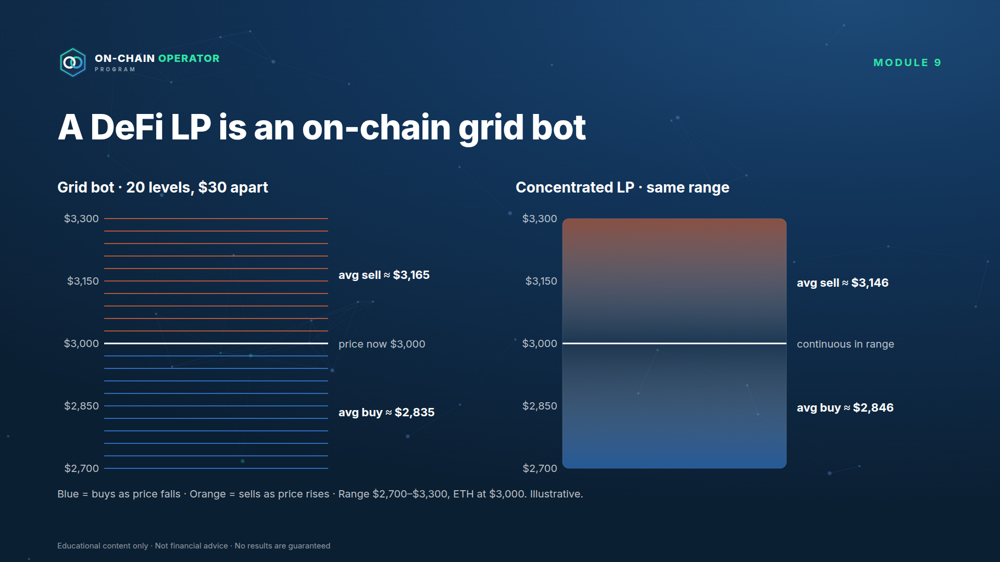 ON-CHAIN OPERATOR
PROGRAM
MODULE 9
A DeFi LP is an on-chain grid bot
Grid bot · 20 levels, $30 apart
$3,300
$3,150
avg sell ≈ $3,165
$3,000
price now $3,000
$2,850
avg buy ≈ $2,835
$2,700
Concentrated LP · same range
$3,300
$3,150
avg sell ≈ $3,146
$3,000
continuous in range
$2,850
avg buy ≈ $2,846
$2,700
Blue = buys as price falls · Orange = sells as price rises · Range $2,700–$3,300, ETH at $3,000. Illustrative.
Educational content only · Not financial advice · No results are guaranteed